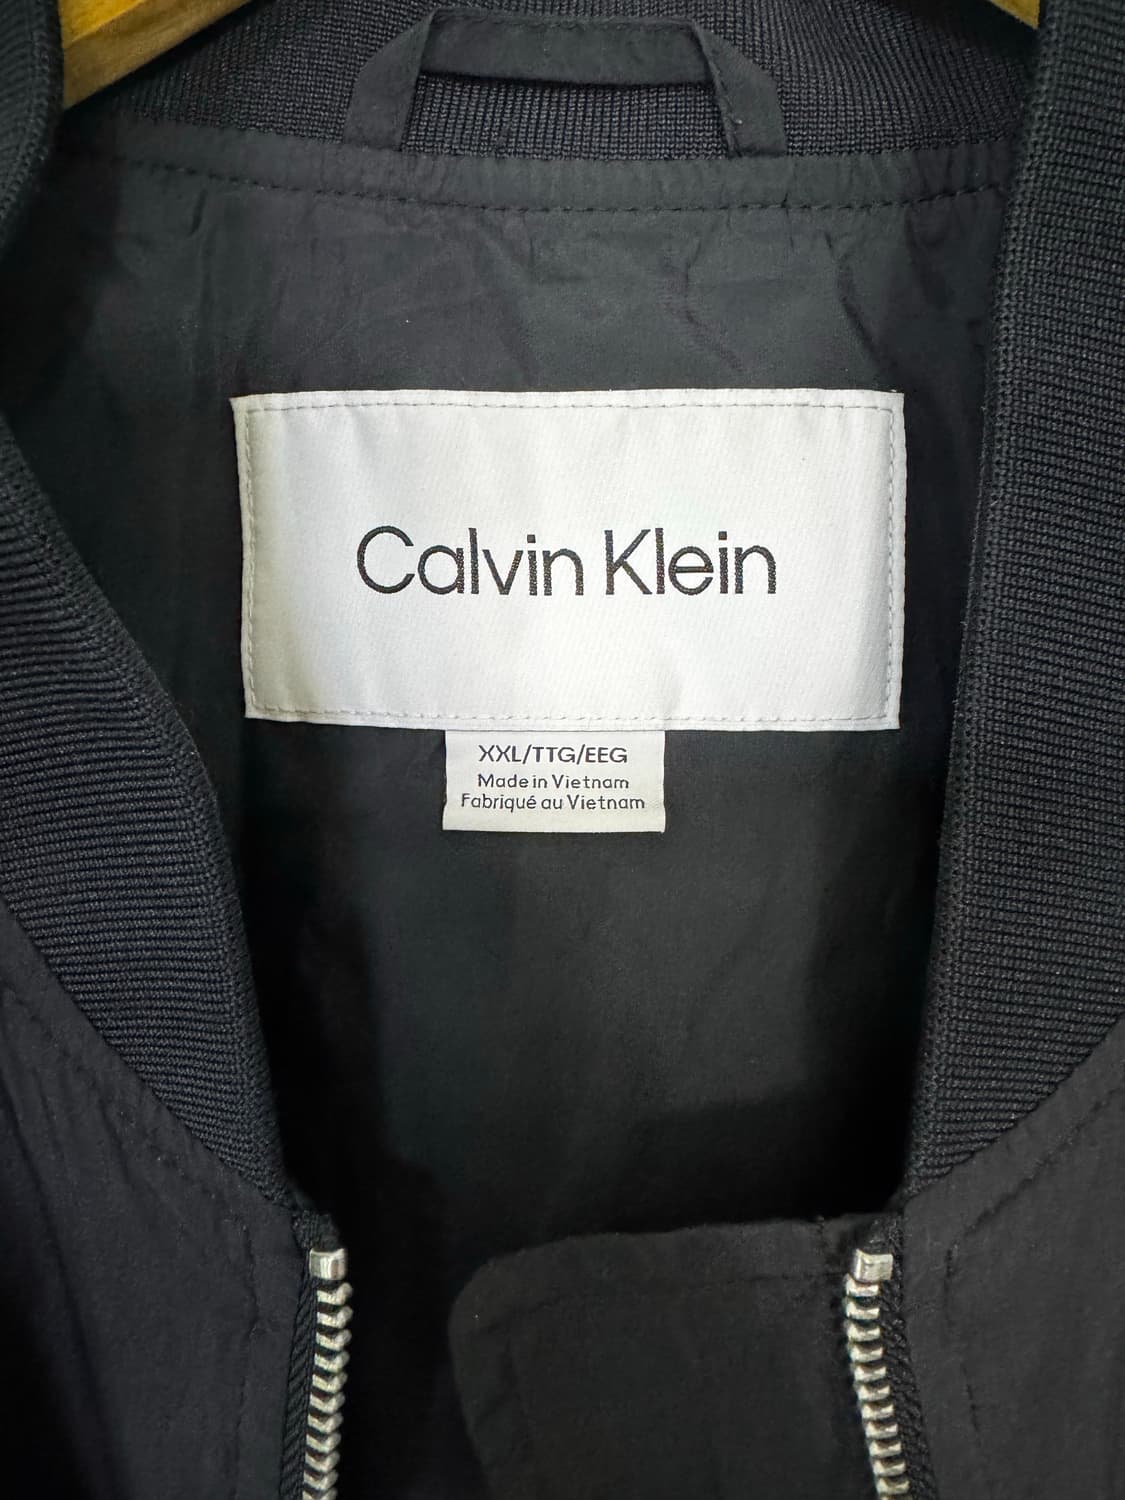 Calvin Klein
XXL/TTG/EEG
Made in Vietnam
Fabriqué au Vietnam